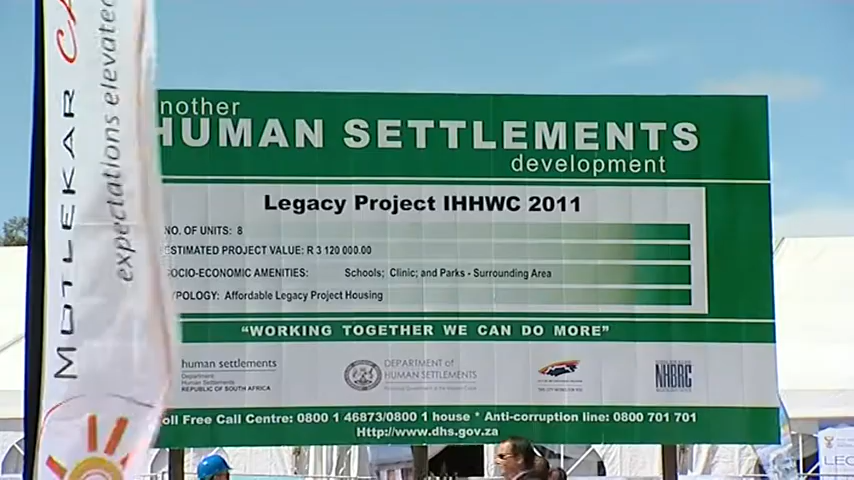 MOTLEKAR CA
expectations elevated
nother
HUMAN SETTLEMENTS
development
Legacy Project IHHWC 2011
NO. OF UNITS: 8
ESTIMATED PROJECT VALUE: R 3 120 000.00
SOCIO-ECONOMIC AMENITIES: Schools; Clinic; and Parks - Surrounding Area
YPOLOGY: Affordable Legacy Project Housing
"WORKING TOGETHER WE CAN DO MORE"
human settlements
Department:
Human Settlements
REPUBLIC OF SOUTH AFRICA
DEPARTMENT of
HUMAN SETTLEMENTS
NHBRC
oll Free Call Centre: 0800 1 46873/0800 1 house * Anti-corruption line: 0800 701 701
Http://www.dhs.gov.za
LEG